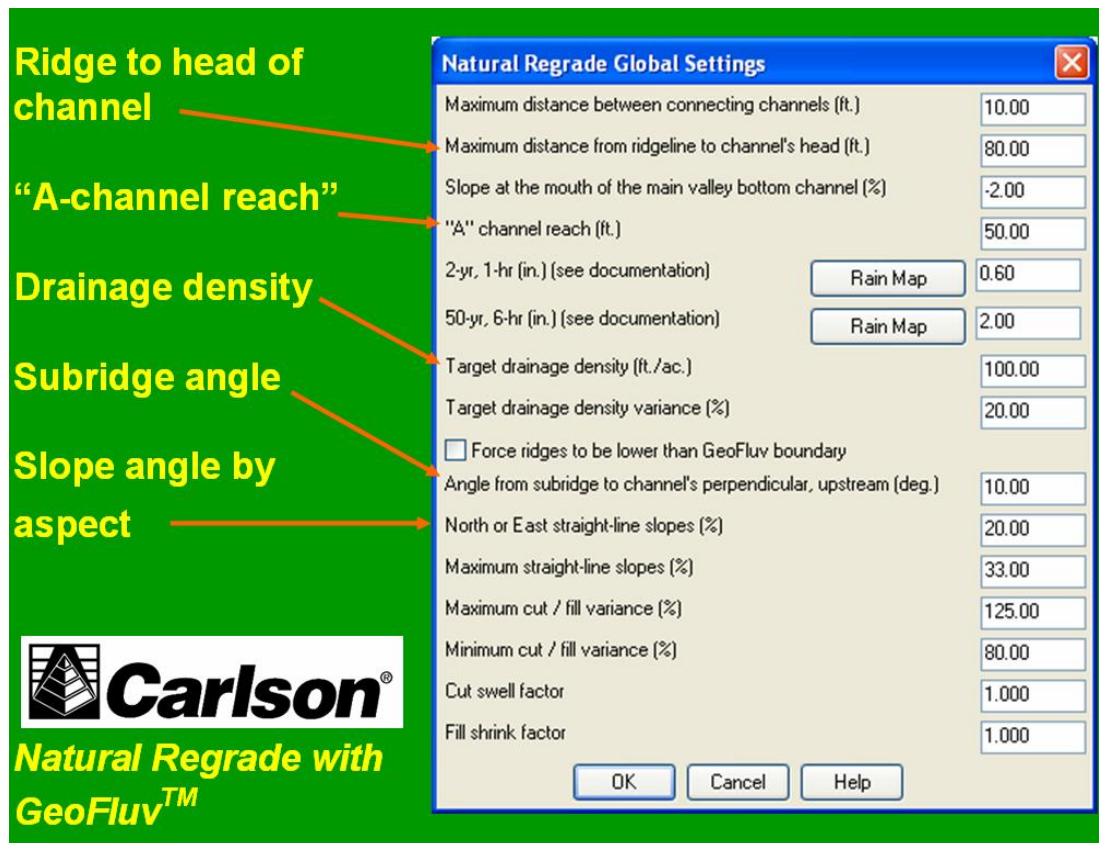 Ridge to head of
channel
“A-channel reach”
Drainage density
Subridge angle
Slope angle by
aspect
Carlson®
Natural Regrade with
GeoFluv™
Natural Regrade Global Settings
Maximum distance between connecting channels (ft.) 10.00
Maximum distance from ridgeline to channel's head (ft.) 80.00
Slope at the mouth of the main valley bottom channel (%) -2.00
"A" channel reach (ft.) 50.00
2-yr, 1-hr (in.) (see documentation) Rain Map 0.60
50-yr, 6-hr (in.) (see documentation) Rain Map 2.00
Target drainage density (ft./ac.) 100.00
Target drainage density variance (%) 20.00
Force ridges to be lower than GeoFluv boundary
Angle from subridge to channel's perpendicular, upstream (deg.) 10.00
North or East straight-line slopes (%) 20.00
Maximum straight-line slopes (%) 33.00
Maximum cut / fill variance (%) 125.00
Minimum cut / fill variance (%) 80.00
Cut swell factor 1.000
Fill shrink factor 1.000
OK Cancel Help